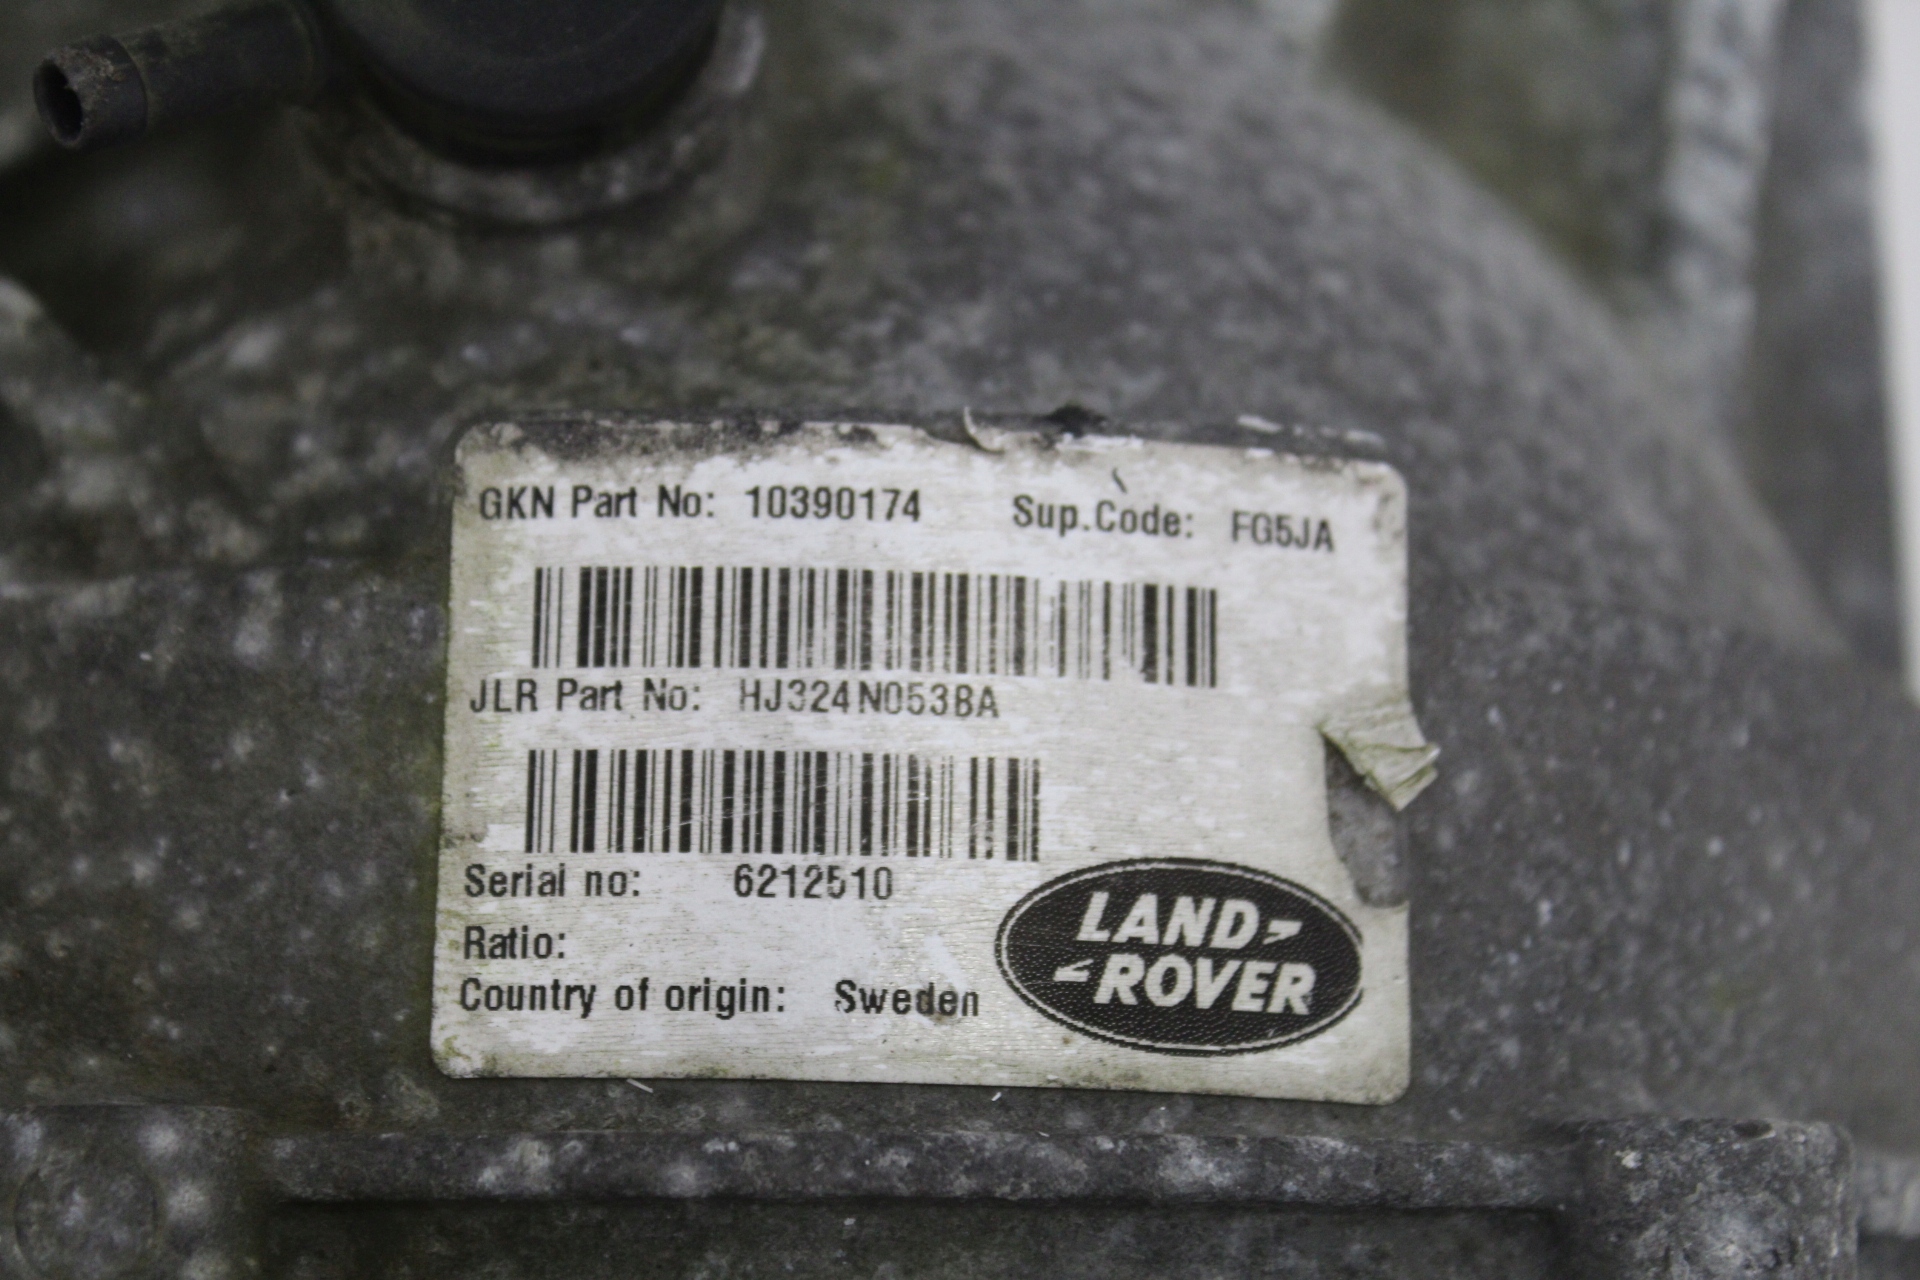 GKN Part No: 10390174 Sup.Code: FG5JA
JLR Part No: HJ324N053BA
Serial no: 6212510
Ratio:
Country of origin: Sweden
LAND-
-ROVER